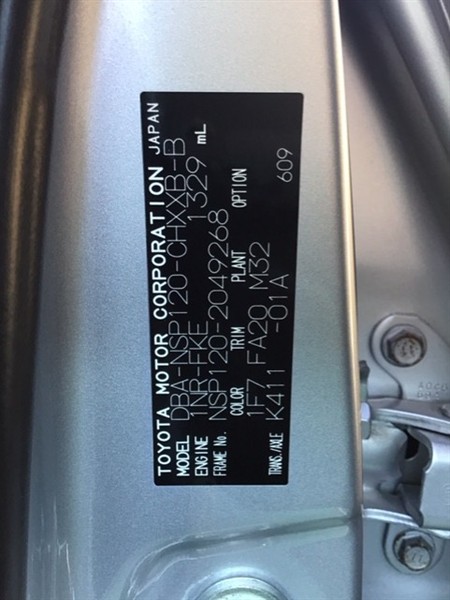 TOYOTA MOTOR CORPORATION JAPAN
MODEL DBA-NSP120-CHXXB-B
ENGINE 1NR-FKE 1329 mL
FRAME No. NSP120-2049268
COLOR TRIM PLANT OPTION
1F7 FA20 M32
TRANS./AXLE K411 -01A 609